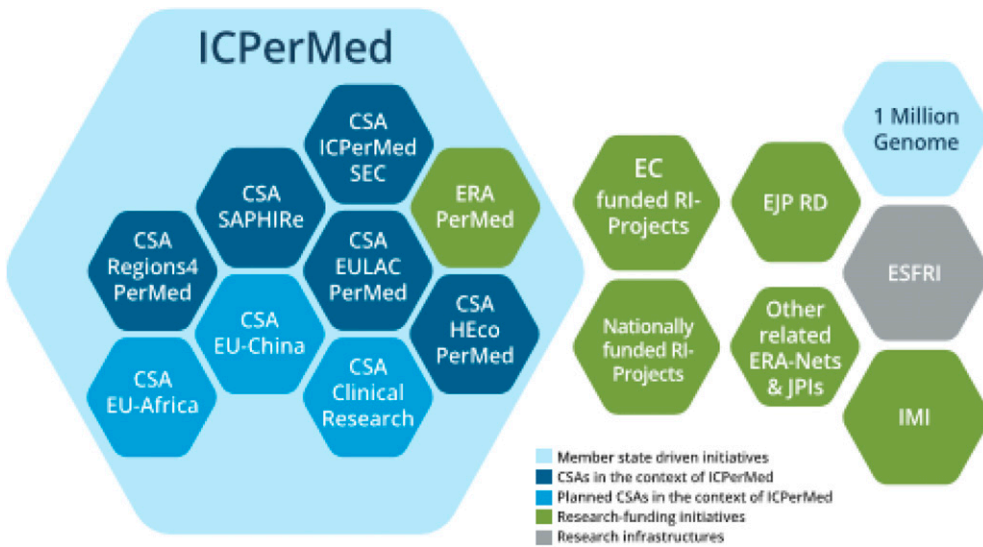 ICPerMed
CSA
ICPerMed
SEC
CSA
SAPHIRe
ERA
PerMed
CSA
Regions4
PerMed
CSA
EULAC
PerMed
CSA
EU-China
CSA
HEco
PerMed
CSA
EU-Africa
CSA
Clinical
Research
EC
funded RI-
Projects
Nationally
funded RI-
Projects
EJP RD
Other
related
ERA-Nets
& JPIs
1 Million
Genome
ESFRI
IMI
Member state driven initiatives
CSAs in the context of ICPerMed
Planned CSAs in the context of ICPerMed
Research-funding initiatives
Research infrastructures